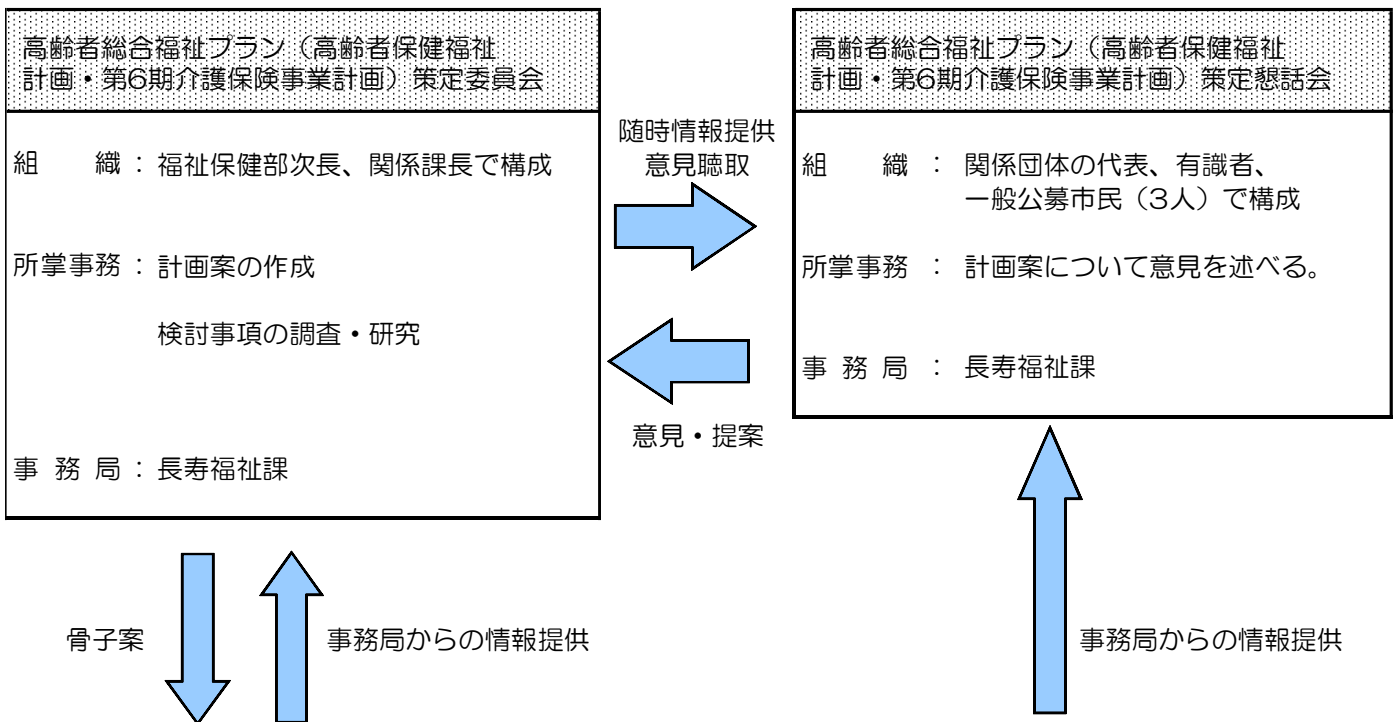 高齢者総合福祉プラン（高齢者保健福祉
計画・第6期介護保険事業計画）策定委員会
組　　織：福祉保健部次長、関係課長で構成
所掌事務：計画案の作成
検討事項の調査・研究
事 務 局：長寿福祉課
随時情報提供
意見聴取
意見・提案
高齢者総合福祉プラン（高齢者保健福祉
計画・第6期介護保険事業計画）策定懇話会
組　　織　：　関係団体の代表、有識者、
一般公募市民（3人）で構成
所掌事務　：　計画案について意見を述べる。
事 務 局　：　長寿福祉課
骨子案
事務局からの情報提供
事務局からの情報提供